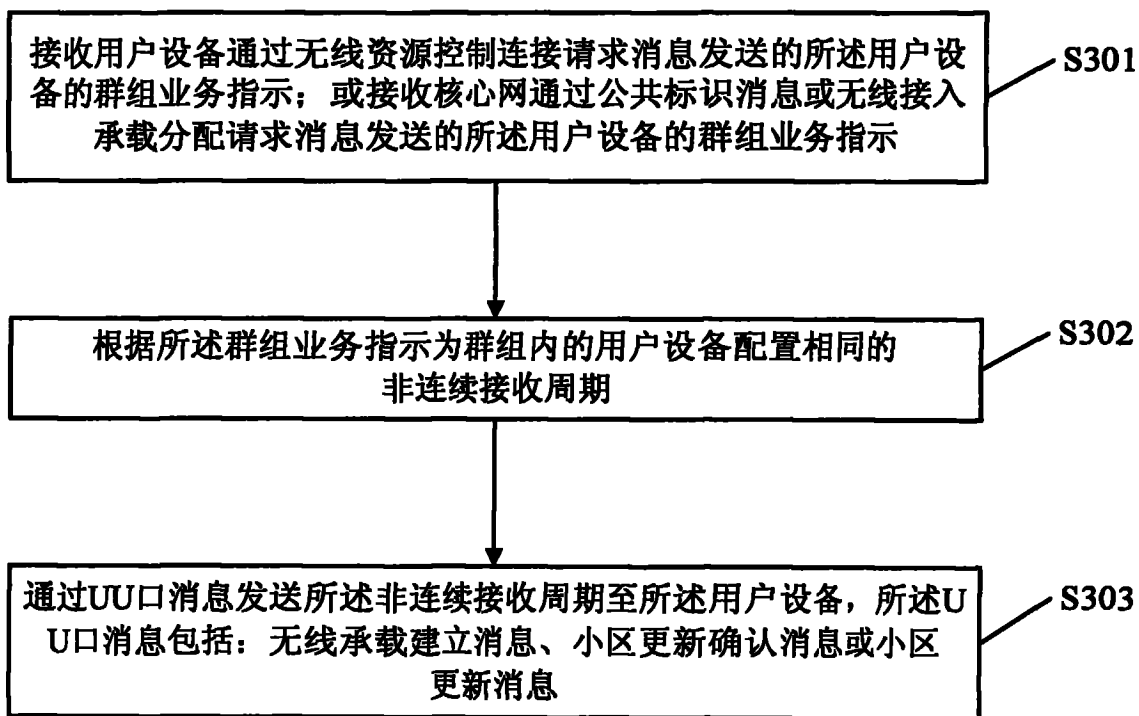 接收用户设备通过无线资源控制连接请求消息发送的所述用户设
备的群组业务指示；或接收核心网通过公共标识消息或无线接入
承载分配请求消息发送的所述用户设备的群组业务指示
S301
根据所述群组业务指示为群组内的用户设备配置相同的
非连续接收周期
S302
通过UU口消息发送所述非连续接收周期至所述用户设备，所述U
U口消息包括：无线承载建立消息、小区更新确认消息或小区
更新消息
S303